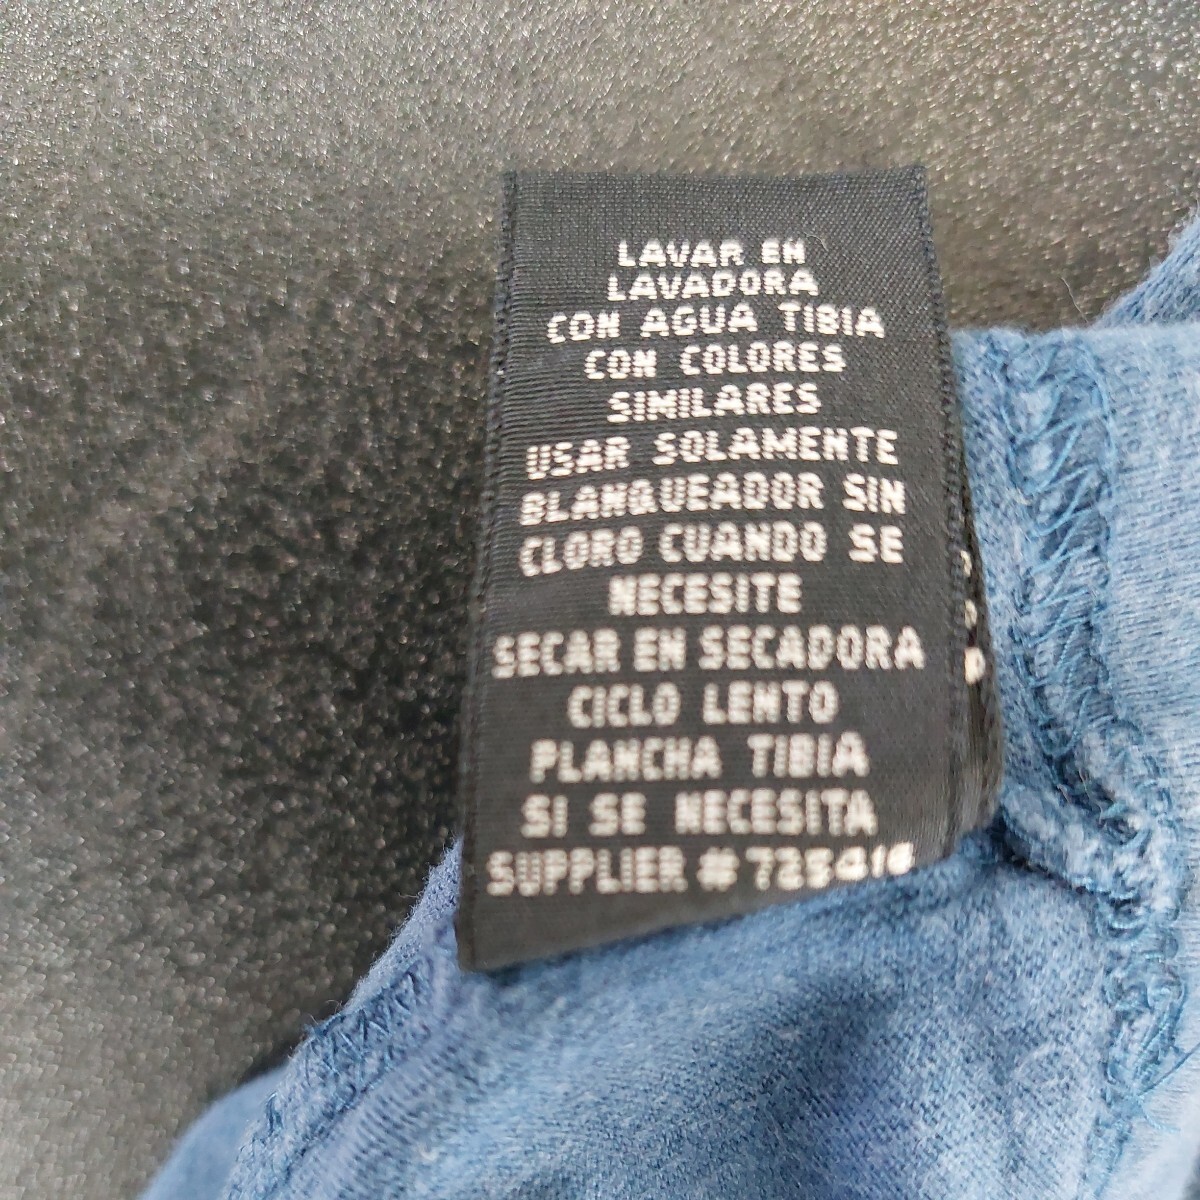 LAVAR EN
LAVADORA
CON AGUA TIBIA
CON COLORES
SIMILARES
USAR SOLAMENTE
BLANQUEADOR SIN
CLORO CUANDO SE
NECESITE
SECAR EN SECADORA
CICLO LENTO
PLANCHA TIBIA
SI SE NECESITA
SUPPLIER #